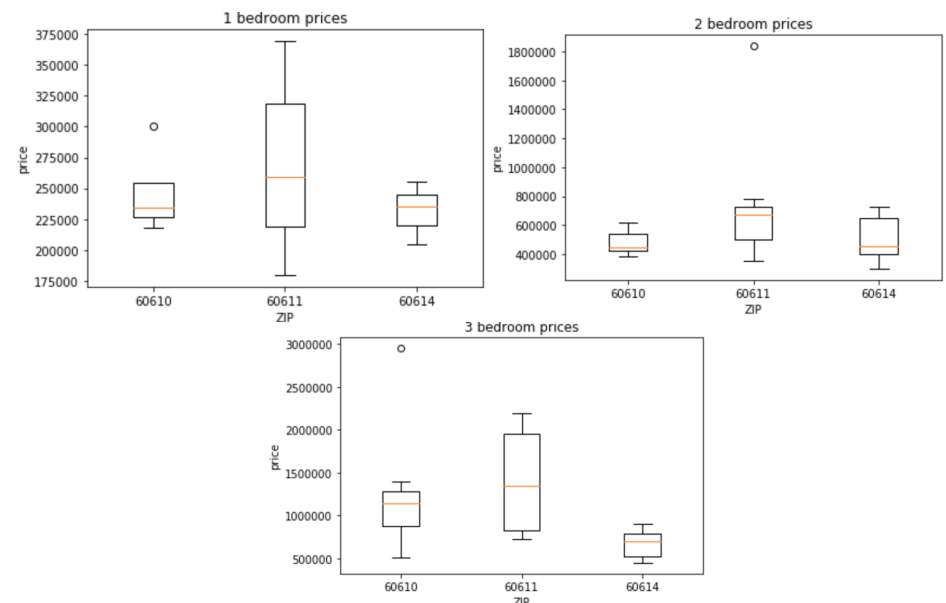 1 bedroom prices
375000
350000
325000
300000
275000
250000
225000
200000
175000
price
60610 60611 60614
ZIP
2 bedroom prices
1800000
1600000
1400000
1200000
1000000
800000
600000
400000
price
60610 60611 60614
ZIP
3 bedroom prices
3000000
2500000
2000000
1500000
1000000
500000
price
60610 60611 60614
ZIP